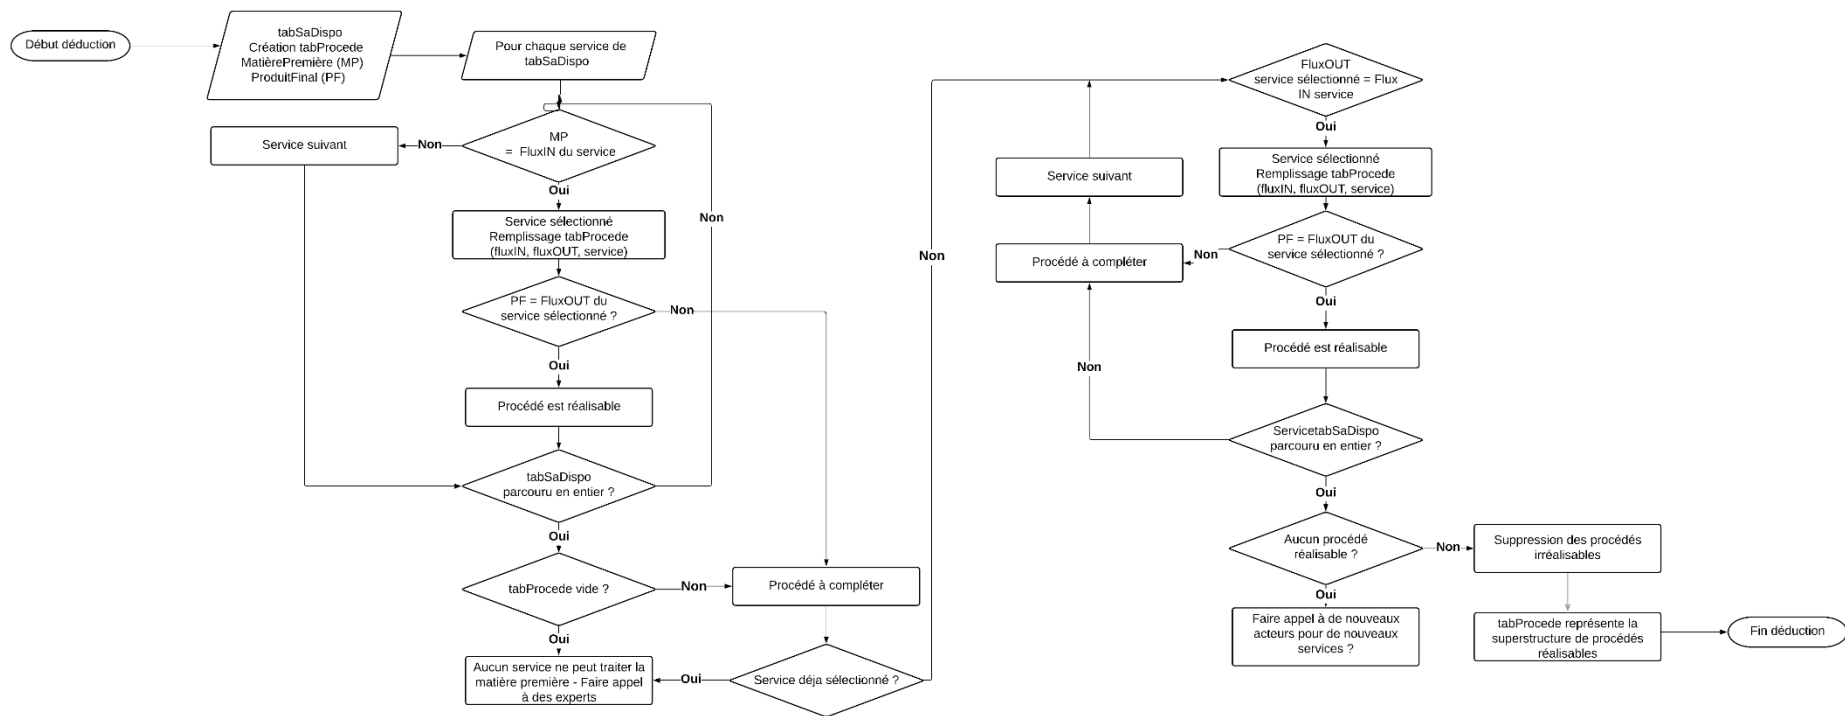 Début déduction
tabSaDispo
Création tabProcede
MatièrePremière (MP)
ProduitFinal (PF)
Pour chaque service de
tabSaDispo
MP
= FluxIN du service
Non
Service suivant
Oui
Service sélectionné
Remplissage tabProcede
(fluxIN, fluxOUT, service)
Non
PF = FluxOUT du
service sélectionné ?
Non
Oui
Procédé est réalisable
tabSaDispo
parcouru en entier ?
Oui
tabProcede vide ?
Non
Procédé à compléter
Oui
Aucun service ne peut traiter la
matière première - Faire appel
à des experts
Oui
Service déja sélectionné ?
Non
FluxOUT
service sélectionné = Flux
IN service
Oui
Service sélectionné
Remplissage tabProcede
(fluxIN, fluxOUT, service)
Service suivant
PF = FluxOUT du
service sélectionné ?
Non
Procédé à compléter
Oui
Procédé est réalisable
Non
ServicetabSaDispo
parcouru en entier ?
Oui
Aucun procédé
réalisable ?
Non
Suppression des procédés
irréalisables
Oui
Faire appel à de nouveaux
acteurs pour de nouveaux
services ?
tabProcede représente la
superstructure de procédés
réalisables
Fin déduction